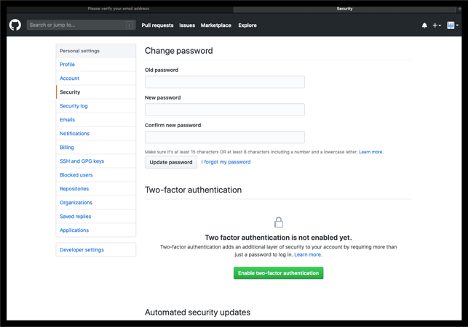 Please verify your email address
Security
Search or jump to...
Pull requests Issues Marketplace Explore
Personal settings
Profile
Account
Security
Security log
Emails
Notifications
Billing
SSH and GPG keys
Blocked users
Repositories
Organizations
Saved replies
Applications
Developer settings
Change password
Old password
New password
Confirm new password
Make sure it's at least 15 characters OR at least 8 characters including a number and a lowercase letter. Learn more.
Update password I forgot my password
Two-factor authentication
Two factor authentication is not enabled yet.
Two-factor authentication adds an additional layer of security to your account by requiring more than
just a password to log in. Learn more.
Enable two-factor authentication
Automated security updates